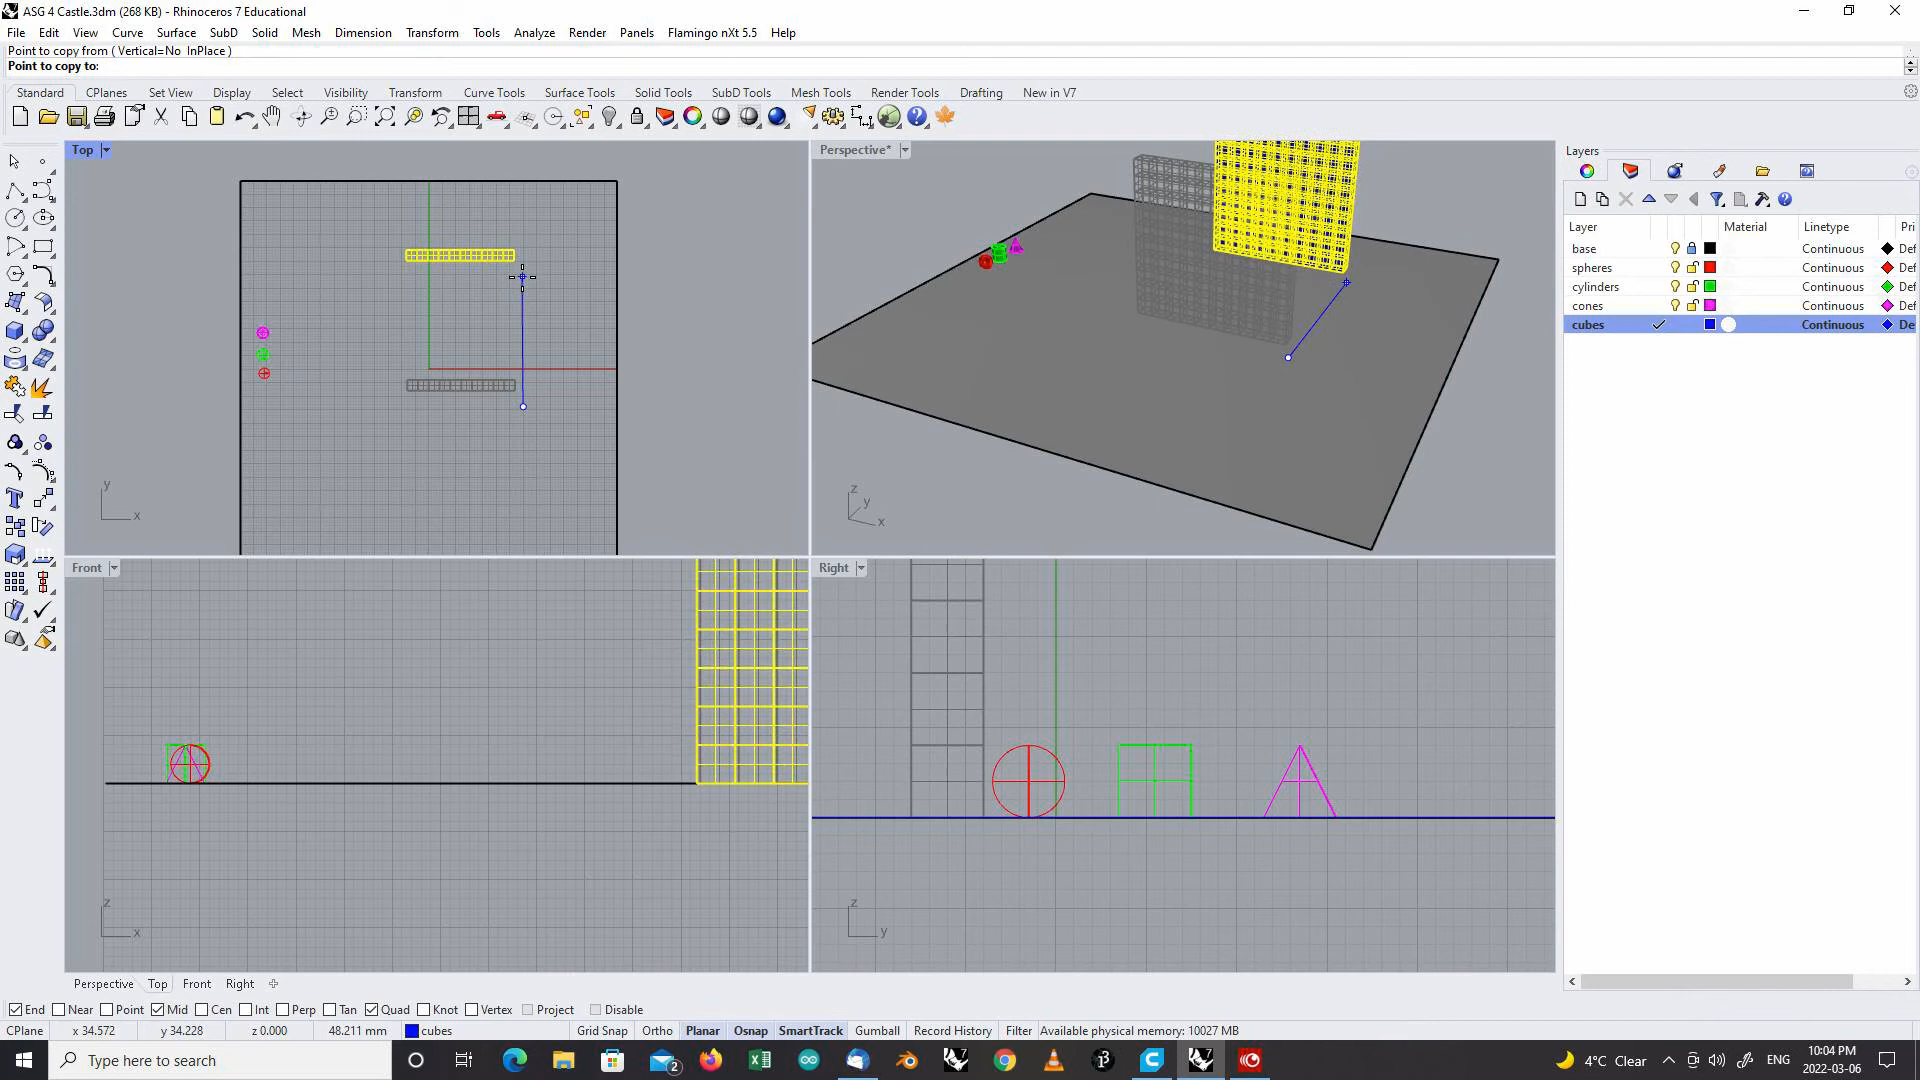 ASG 4 Castle.3dm (268 KB) - Rhinoceros 7 Educational
File Edit View Curve Surface SubD Solid Mesh Dimension Transform Tools Analyze Render Panels Flamingo nXt 5.5 Help
Point to copy from ( Vertical=No InPlace )
Point to copy to:
Standard CPlanes Set View Display Select Visibility Transform Curve Tools Surface Tools Solid Tools SubD Tools Mesh Tools Render Tools Drafting New in V7
Top
Perspective*
Layers
Layer Material Linetype Pri
base Continuous Def
spheres Continuous Def
cylinders Continuous Def
cones Continuous Def
cubes Continuous De
y
x
z
y
x
Front
Right
z
x
z
y
Perspective Top Front Right
End Near Point Mid Cen Int Perp Tan Quad Knot Vertex Project Disable
CPlane x 34.572 y 34.228 z 0.000 48.211 mm cubes Grid Snap Ortho Planar Osnap SmartTrack Gumball Record History Filter Available physical memory: 10027 MB
Type here to search
2
7
7
4°C Clear
ENG
10:04 PM
2022-03-06